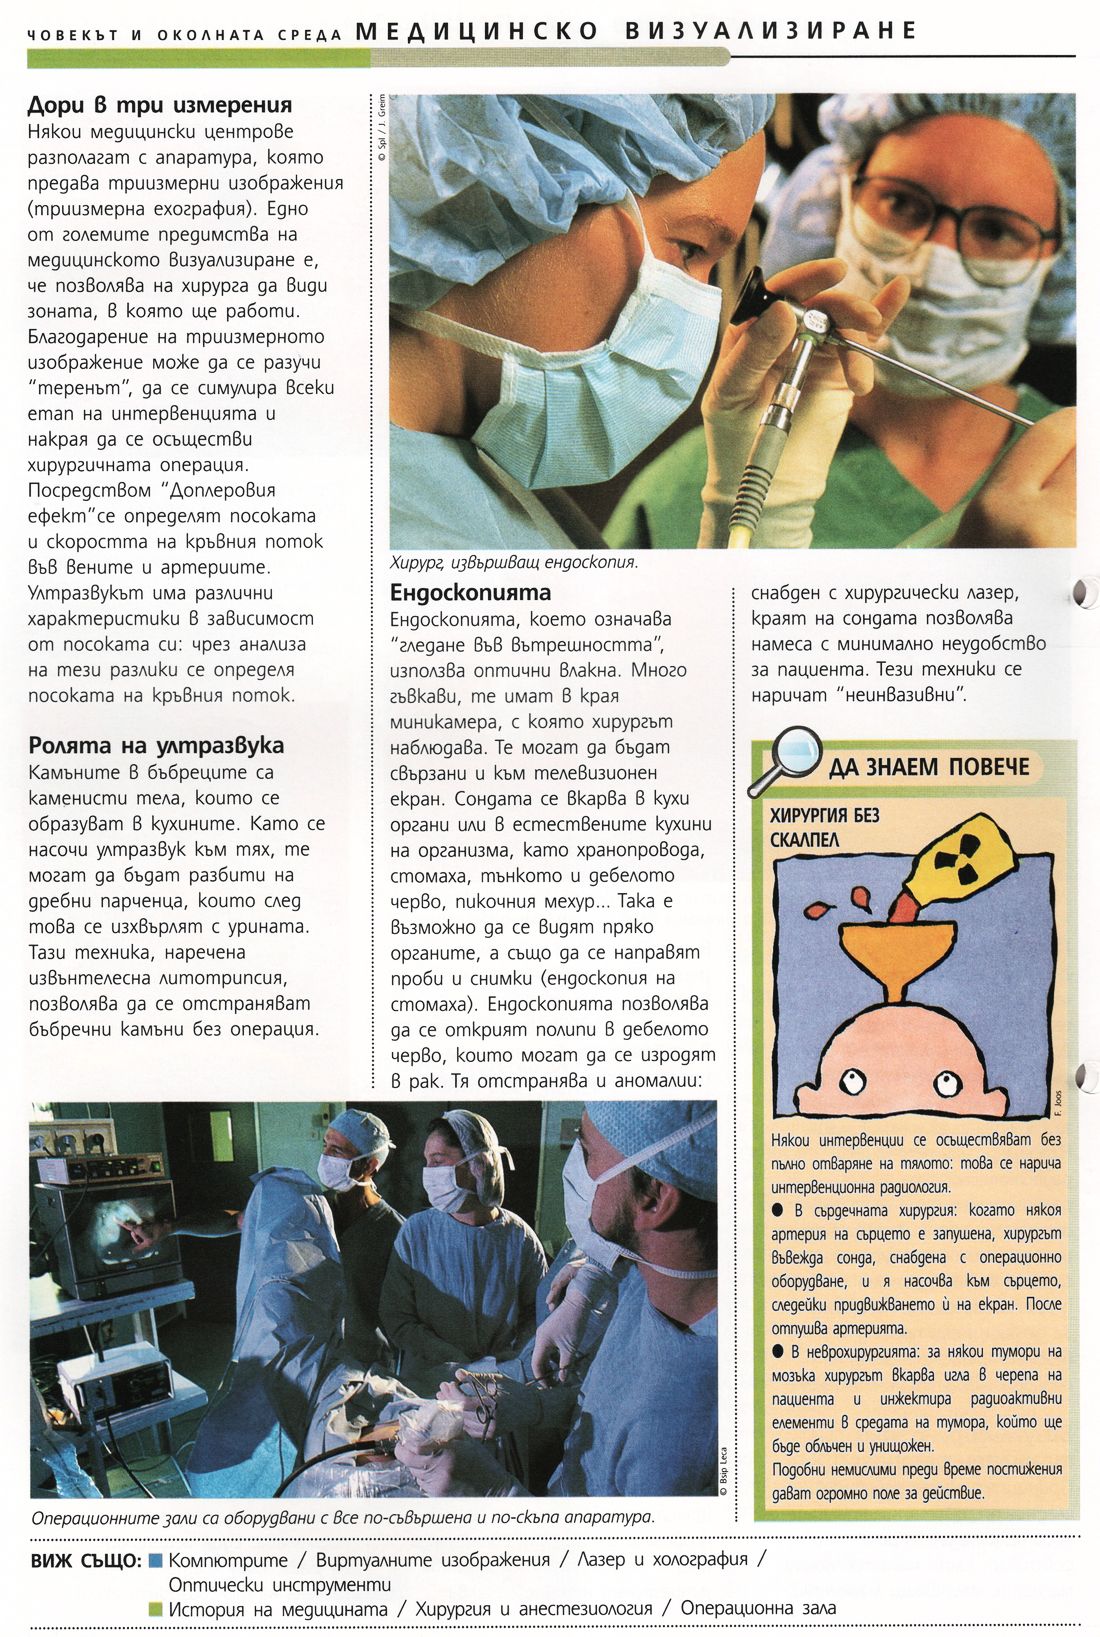 ЧОВЕКЪТ И ОКОЛНАТА СРЕДА МЕДИЦИНСКО ВИЗУАЛИЗИРАНЕ
Дори в три измерения
Някои медицински центрове
разполагат с апаратура, която
предава триизмерни изображения
(триизмерна ехография). Едно
от големите предимства на
медицинското визуализиране е,
че позволява на хирурга да види
зоната, в която ще работи.
Благодарение на триизмерното
изображение може да се разучи
“теренът”, да се симулира всеки
етап на интервенцията и
накрая да се осъществи
хирургичната операция.
Посредством “Доплеровия
ефект”се определят посоката
и скоростта на кръвния поток
във вените и артериите.
Ултразвукът има различни
характеристики в зависимост
от посоката си: чрез анализа
на тези разлики се определя
посоката на кръвния поток.
Ролята на ултразвука
Камъните в бъбреците са
каменисти тела, които се
образуват в кухините. Като се
насочи ултразвук към тях, те
могат да бъдат разбити на
дребни парченца, които след
това се изхвърлят с урината.
Тази техника, наречена
извънтелесна литотрипсия,
позволява да се отстраняват
бъбречни камъни без операция.
© Spl / J. Greim
Хирург, извършващ ендоскопия.
Ендоскопията
Ендоскопията, което означава
“гледане във вътрешността”,
използва оптични влакна. Много
гъвкави, те имат в края
миникамера, с която хирургът
наблюдава. Те могат да бъдат
свързани и към телевизионен
екран. Сондата се вкарва в кухи
органи или в естествените кухини
на организма, като хранопровода,
стомаха, тънкото и дебелото
черво, пикочния мехур... Така е
възможно да се видят пряко
органите, а също да се направят
проби и снимки (ендоскопия на
стомаха). Ендоскопията позволява
да се открият полипи в дебелото
черво, които могат да се изродят
в рак. Тя отстранява и аномалии:
снабден с хирургически лазер,
краят на сондата позволява
намеса с минимално неудобство
за пациента. Тези техники се
наричат “неинвазивни”.
ДА ЗНАЕМ ПОВЕЧЕ
ХИРУРГИЯ БЕЗ
СКАЛПЕЛ
F. Joos
Някои интервенции се осъществяват без
пълно отваряне на тялото: това се нарича
интервенционна радиология.
● В сърдечната хирургия: когато някоя
артерия на сърцето е запушена, хирургът
въвежда сонда, снабдена с операционно
оборудване, и я насочва към сърцето,
следейки придвижването ѝ на екран. После
отпушва артерията.
● В неврохирургията: за някои тумори на
мозъка хирургът вкарва игла в черепа на
пациента и инжектира радиоактивни
елементи в средата на тумора, който ще
бъде облъчен и унищожен.
Подобни немислими преди време постижения
дават огромно поле за действие.
© Bsip Leca
Операционните зали са оборудвани с все по-съвършена и по-скъпа апаратура.
ВИЖ СЪЩО: Компютрите / Виртуалните изображения / Лазер и холография /
Оптически инструменти
История на медицината / Хирургия и анестезиология / Операционна зала